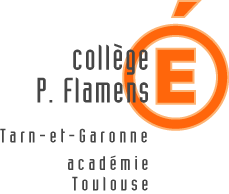 collège
P. Flamens
É
Tarn-et-Garonne
académie
Toulouse